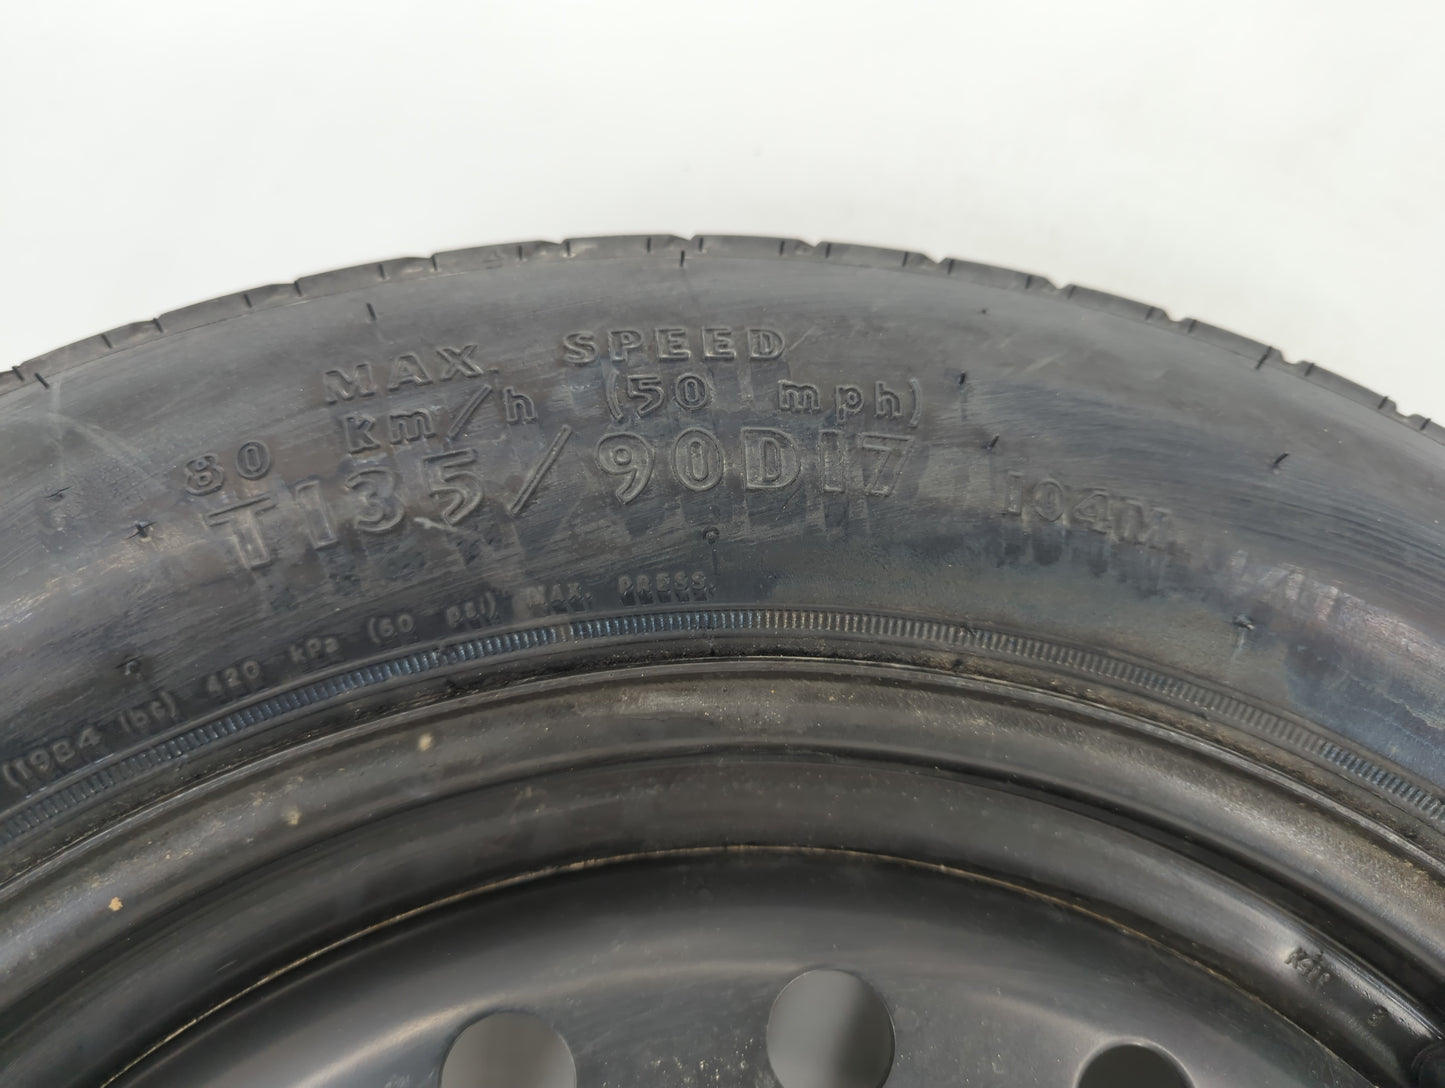 MAX. SPEED
80 km/h (50 mph)
T135/90D17 104M
(1984 lbs) 420 kPa (60 psi) MAX. PRESS.